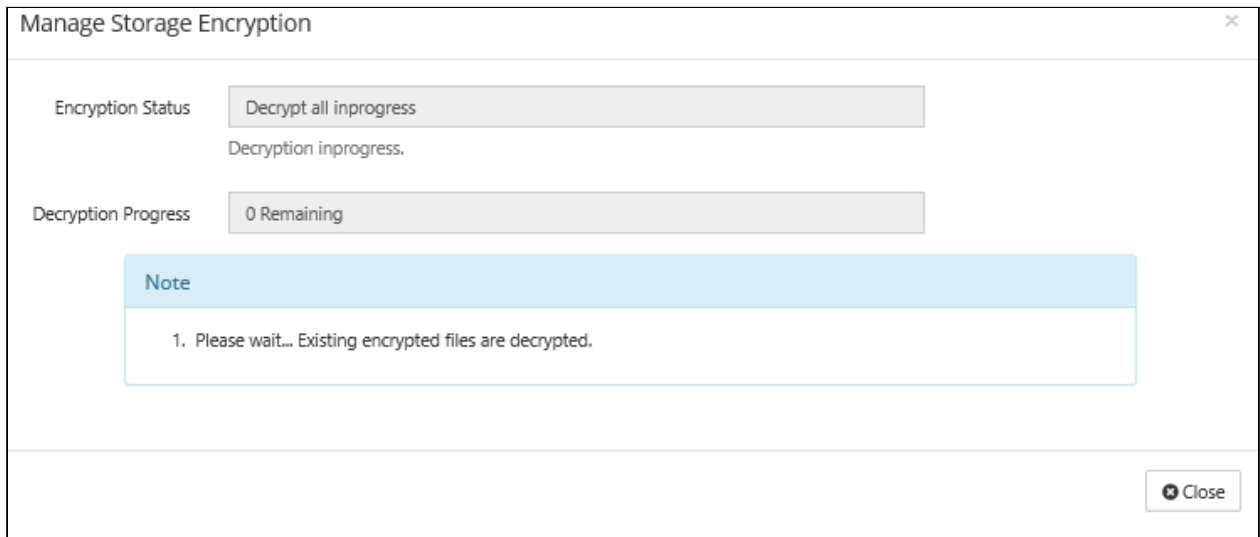 Manage Storage Encryption
×
Encryption Status
Decrypt all inprogress
Decryption inprogress.
Decryption Progress
0 Remaining
Note
1. Please wait... Existing encrypted files are decrypted.
Close